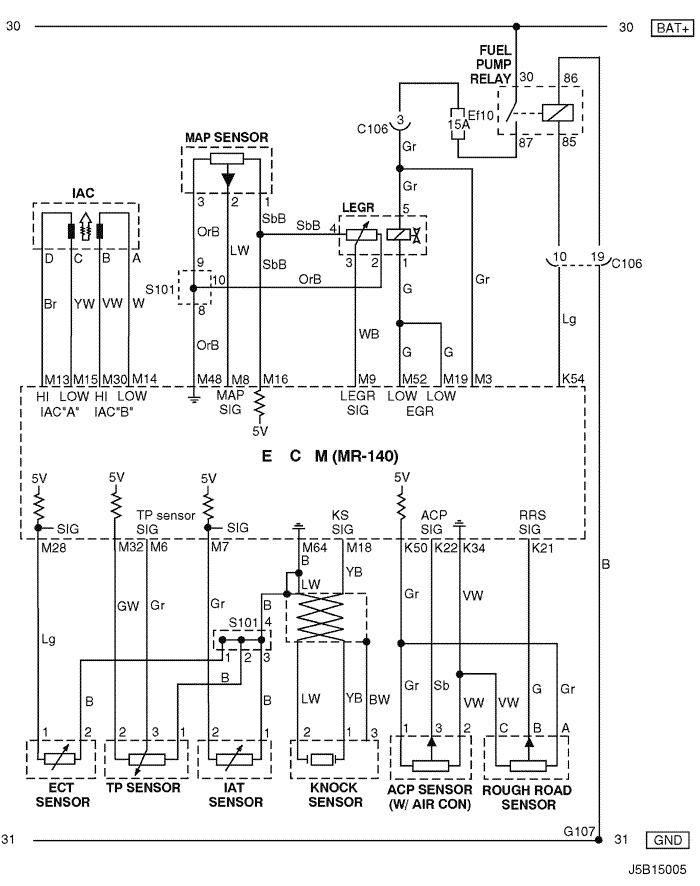 30
30 BAT+
FUEL
PUMP
RELAY
30
86
Ef10
15A
87
85
3
C106
Gr
MAP SENSOR
3
2
1
IAC
D C B A
Gr
LEGR
5
SbB
SbB
4
OrB
LW
3 2
1
9
SbB
S101
10
OrB
8
10 19 C106
Br YW VW W
OrB
WB
G
G
G
Gr
Lg
M13 M15 M30 M14
M48 M8 M16
M9 M52 M19 M3
K54
HI LOW HI LOW
IAC"A" IAC"B"
MAP
SIG
5V
LEGR
SIG
LOW LOW
EGR
E C M (MR-140)
5V
5V
5V
SIG
TP sensor
SIG
SIG
KS
SIG
ACP
SIG
RRS
SIG
M28
M32 M6
M7
M64 M18
K50 K22 K34
K21
B
LW
YB
B
Gr
VW
B
GW Gr
Gr
S101 4
1 2 3
Lg
B
B
B
LW YB BW
Gr Sb VW
VW G Gr
1 2
2 3 1
2 1
2 1 3
1 3 2
C B A
ECT
SENSOR
TP SENSOR
IAT
SENSOR
KNOCK
SENSOR
ACP SENSOR
(W/ AIR CON)
ROUGH ROAD
SENSOR
31
G107
31 GND
J5B15005